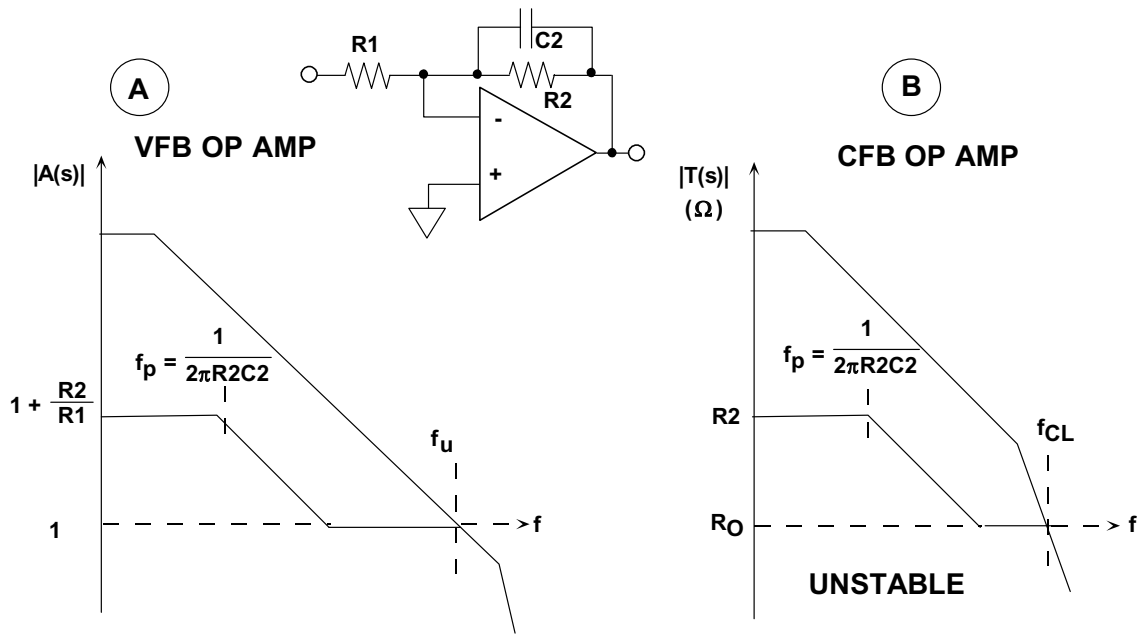 A
VFB OP AMP
|A(s)|
fp = 1
2πR2C2
1 + R2
R1
fu
1
f
R1
C2
R2
-
+
B
CFB OP AMP
|T(s)|
(Ω)
fp = 1
2πR2C2
R2
fCL
RO
f
UNSTABLE